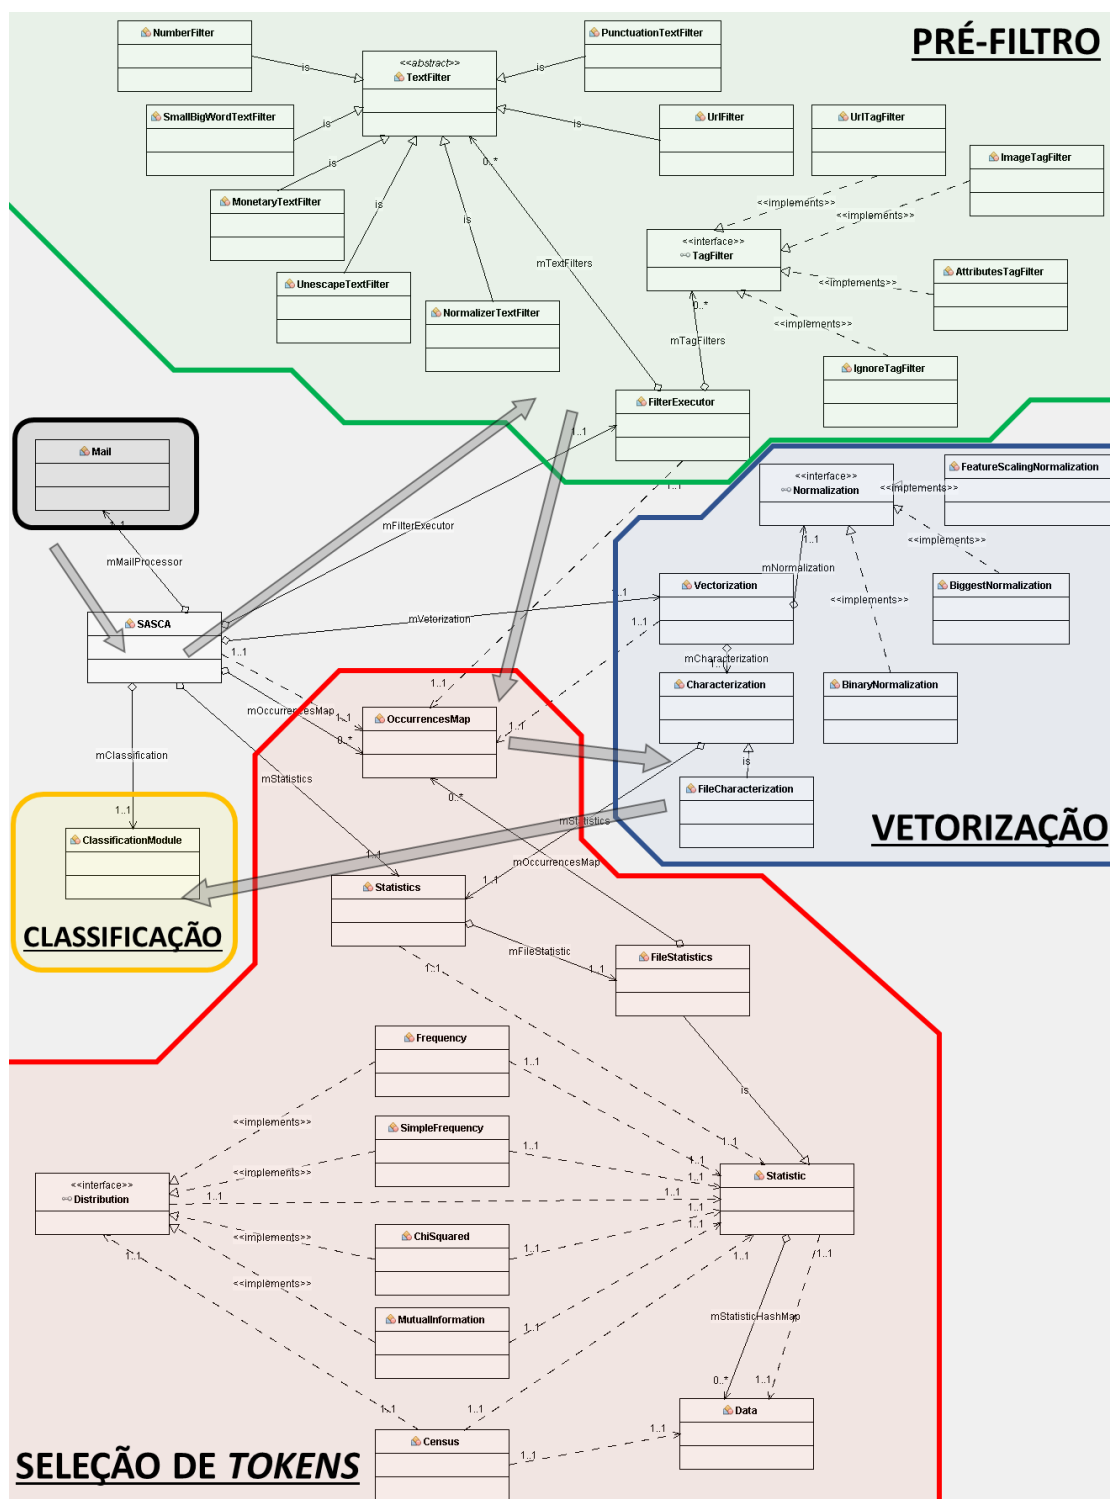 PRÉ-FILTRO
NumberFilter
is
<<abstract>>
TextFilter
PunctuationTextFilter
is
SmallBigWordTextFilter
is
UrlFilter
is
UrlTagFilter
ImageTagFilter
MonetaryTextFilter
is
0..*
<<implements>>
<<implements>>
UnescapeTextFilter
is
is
NormalizerTextFilter
mTextFilters
<<interface>>
TagFilter
AttributesTagFilter
<<implements>>
0..*
<<implements>>
mTagFilters
IgnoreTagFilter
FilterExecutor
1..1
1..1
Mail
1..1
mMailProcessor
mFilterExecutor
<<interface>>
Normalization
FeatureScalingNormalization
<<implements>>
<<implements>>
1..1
mNormalization
Vectorization
BiggestNormalization
<<implements>>
SASCA
mVetorization
1..1
1..1
1..1
mCharacterization
1..1
Characterization
BinaryNormalization
1..1
mOccurrencesMap
1..1
0..*
OccurrencesMap
1..1
is
FileCharacterization
mClassification
mStatistics
1..1
0..*
mStatistics
VETORIZAÇÃO
ClassificationModule
mOccurrencesMap
1..1
1..1
Statistics
CLASSIFICAÇÃO
mFileStatistic
1..1
1..1
FileStatistics
Frequency
1..1
is
<<implements>>
SimpleFrequency
1..1
1..1
<<implements>>
<<interface>>
Distribution
1..1
1..1
1..1
1..1
1..1
1..1
Statistic
ChiSquared
<<implements>>
1..1
1..1
1..1
1..1
<<implements>>
MutualInformation
1..1
mStatisticHashMap
0..*
1..1
Data
1..1
1..1
1..1
Census
SELEÇÃO DE TOKENS